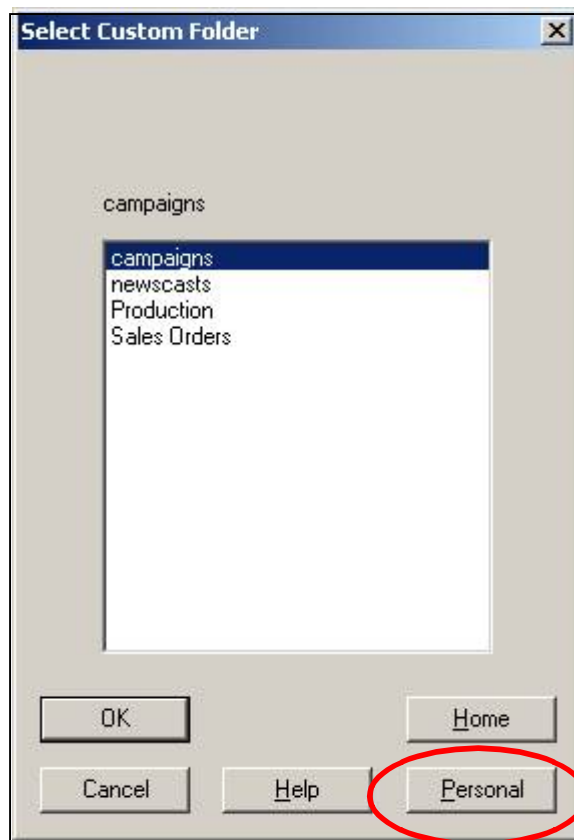 Select Custom Folder
campaigns
campaigns
newscasts
Production
Sales Orders
OK
Home
Cancel
Help
Personal